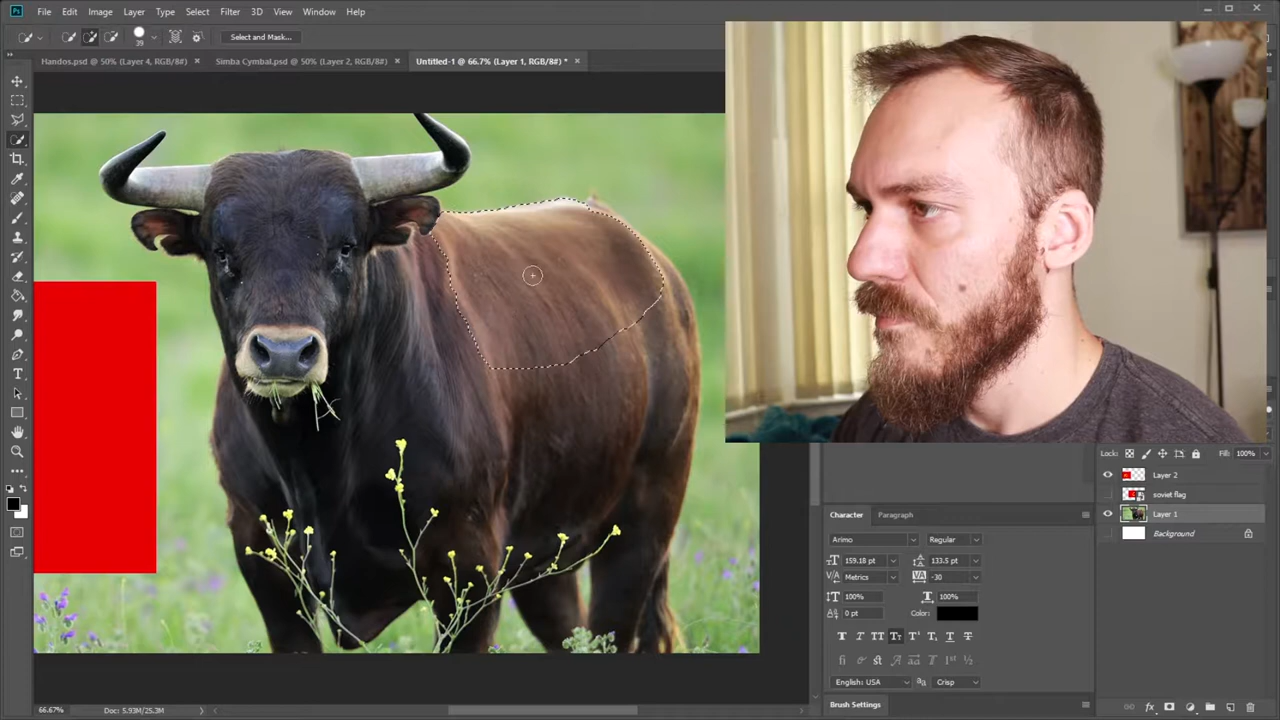 Ps File Edit Image Layer Type Select Filter 3D View Window Help
39 Select and Mask...
Handos.psd @ 50% (Layer 4, RGB/8#) × Simba Cymbal.psd @ 50% (Layer 2, RGB/8#) × Untitled-1 @ 66.7% (Layer 1, RGB/8#) * ×
Lock: Fill: 100%
Layer 2
soviet flag
Layer 1
Background
Character Paragraph
Arimo Regular
159.18 pt 133.5 pt
Metrics -30
100% 100%
0 pt Color:
English: USA Crisp
Brush Settings
66.67% Doc: 5.93M/25.3M